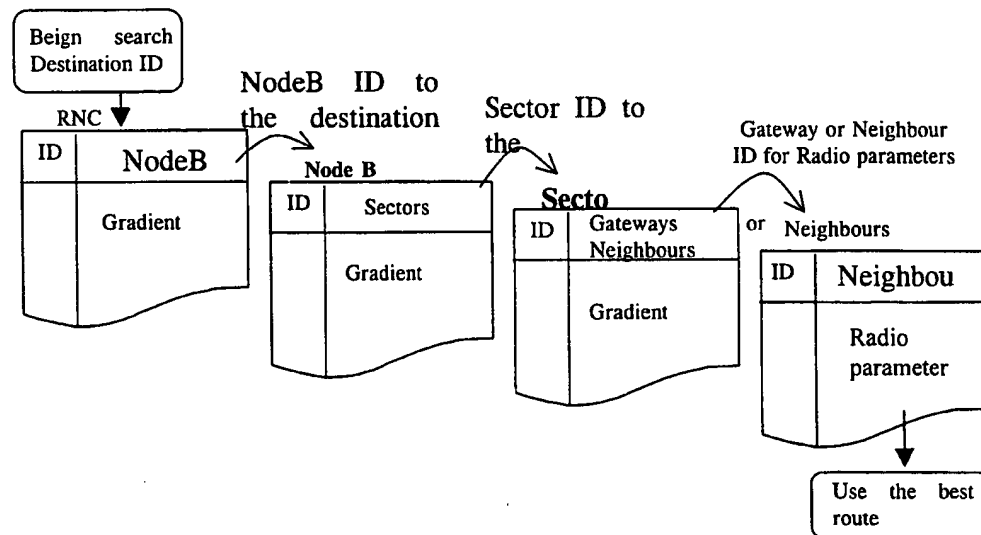 Beign search
Destination ID
RNC
ID
NodeB
Gradient
NodeB ID to
the destination
Node B
ID
Sectors
Gradient
Sector ID to
the
Secto
ID
Gateways
Neighbours
Gradient
Gateway or Neighbour
ID for Radio parameters
or
Neighbours
ID
Neighbou
Radio
parameter
Use the best
route